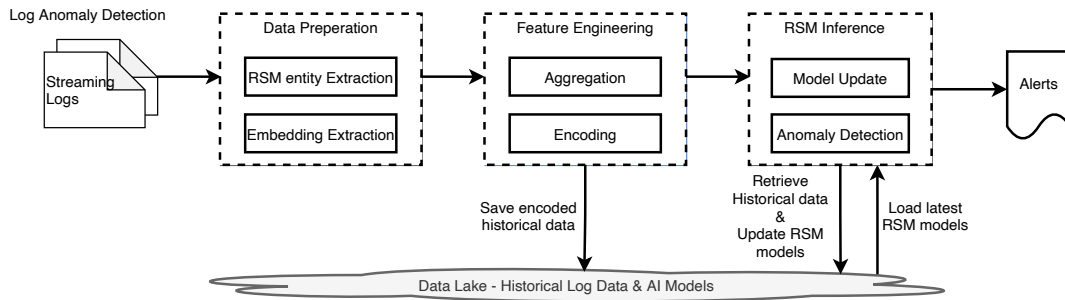 Log Anomaly Detection
Streaming
Logs
Data Preperation
RSM entity Extraction
Embedding Extraction
Feature Engineering
Aggregation
Encoding
RSM Inference
Model Update
Anomaly Detection
Alerts
Save encoded
historical data
Retrieve
Historical data
&
Update RSM
models
Load latest
RSM models
Data Lake - Historical Log Data & AI Models